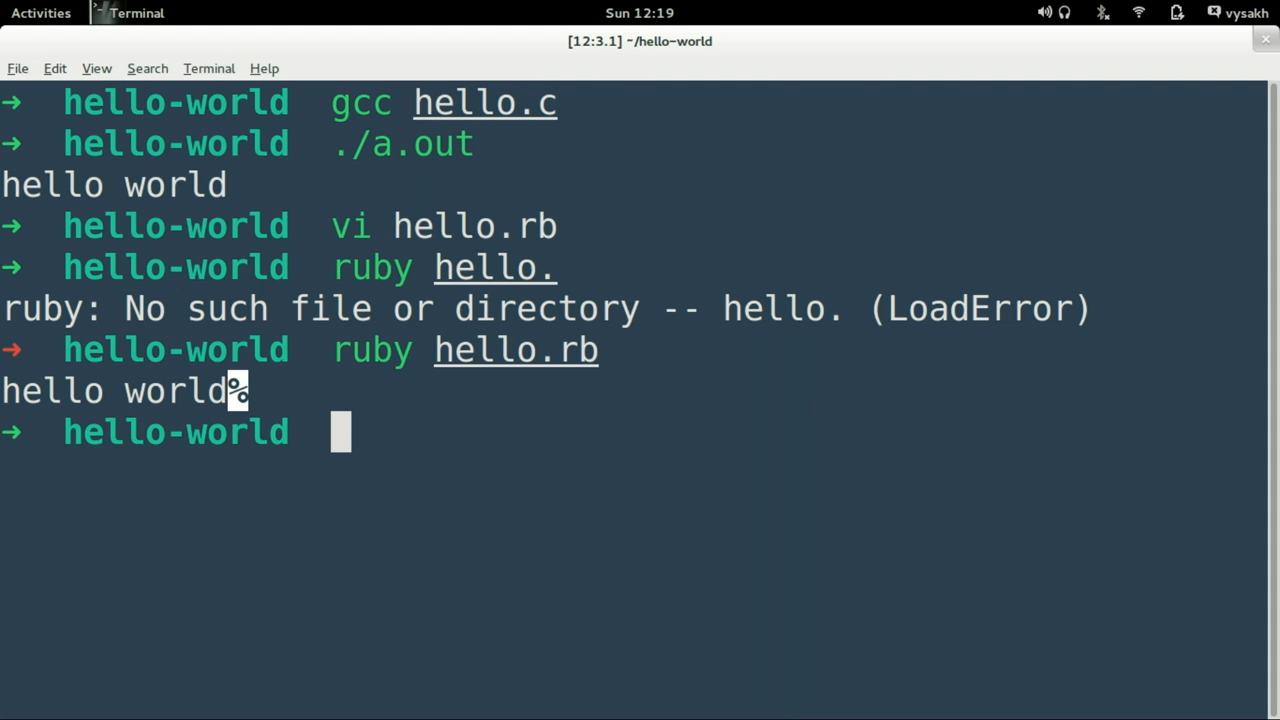 Activities Terminal Sun 12:19 vysakh
[12:3.1] ~/hello-world
File Edit View Search Terminal Help
➜ hello-world gcc hello.c
➜ hello-world ./a.out
hello world
➜ hello-world vi hello.rb
➜ hello-world ruby hello.
ruby: No such file or directory -- hello. (LoadError)
➜ hello-world ruby hello.rb
hello world%
➜ hello-world